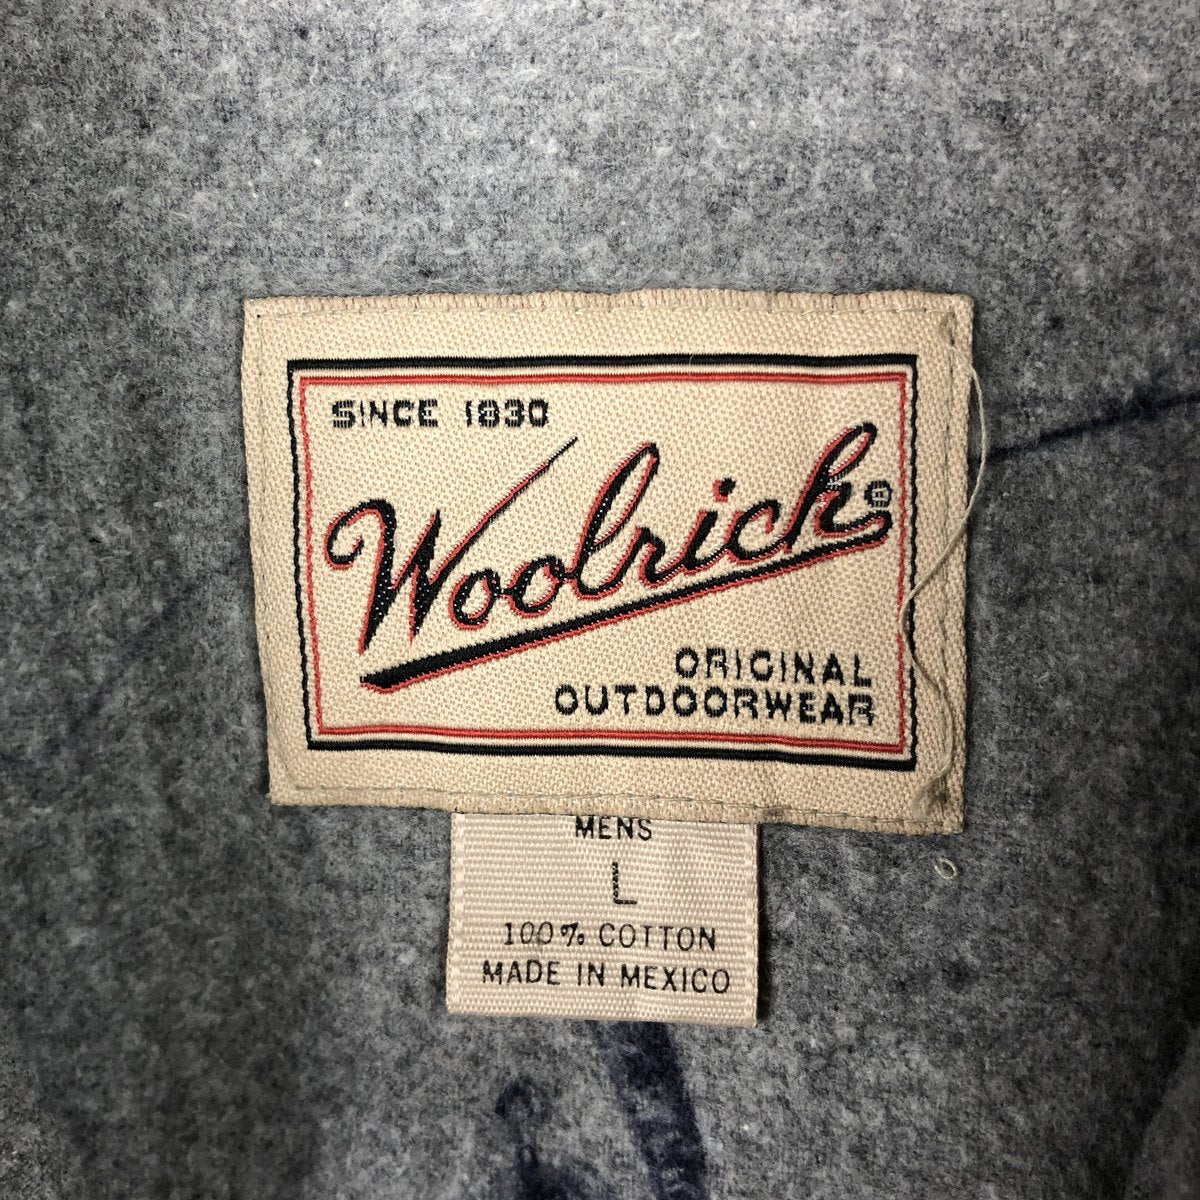 SINCE 1830
Woolrich®
ORIGINAL
OUTDOORWEAR
MENS
L
100% COTTON
MADE IN MEXICO